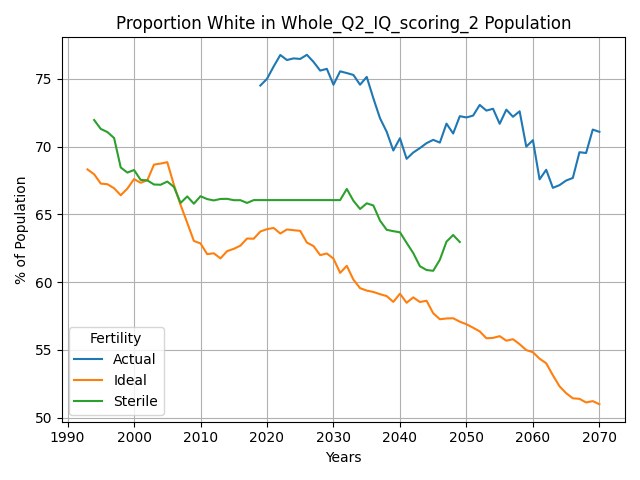 Proportion White in Whole_Q2_IQ_scoring_2 Population
% of Population
75
70
65
60
55
50
Fertility
Actual
Ideal
Sterile
1990 2000 2010 2020 2030 2040 2050 2060 2070
Years